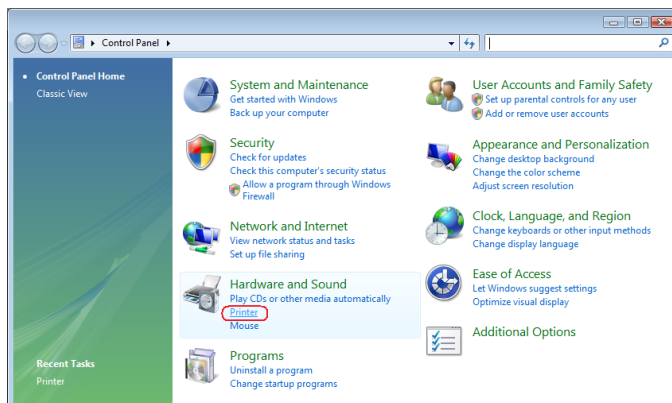 Control Panel
Control Panel Home
Classic View
System and Maintenance
Get started with Windows
Back up your computer
Security
Check for updates
Check this computer's security status
Allow a program through Windows
Firewall
Network and Internet
View network status and tasks
Set up file sharing
Hardware and Sound
Play CDs or other media automatically
Printer
Mouse
Programs
Uninstall a program
Change startup programs
User Accounts and Family Safety
Set up parental controls for any user
Add or remove user accounts
Appearance and Personalization
Change desktop background
Change the color scheme
Adjust screen resolution
Clock, Language, and Region
Change keyboards or other input methods
Change display language
Ease of Access
Let Windows suggest settings
Optimize visual display
Additional Options
Recent Tasks
Printer